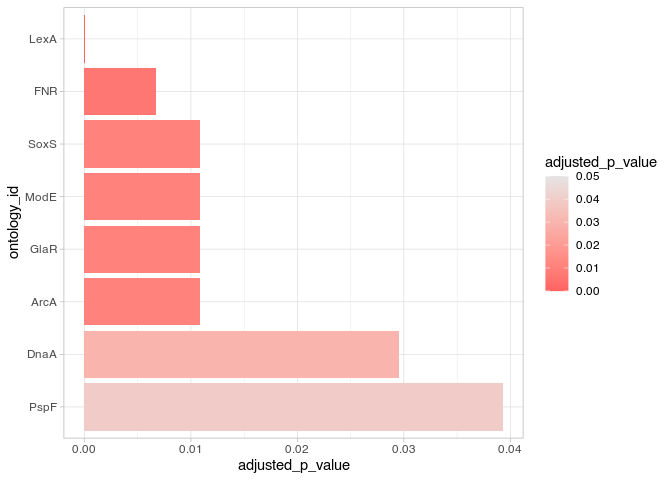 LexA
FNR
SoxS
ModE
GlaR
ArcA
DnaA
PspF
ontology_id
0.00 0.01 0.02 0.03 0.04
adjusted_p_value
adjusted_p_value
0.05
0.04
0.03
0.02
0.01
0.00